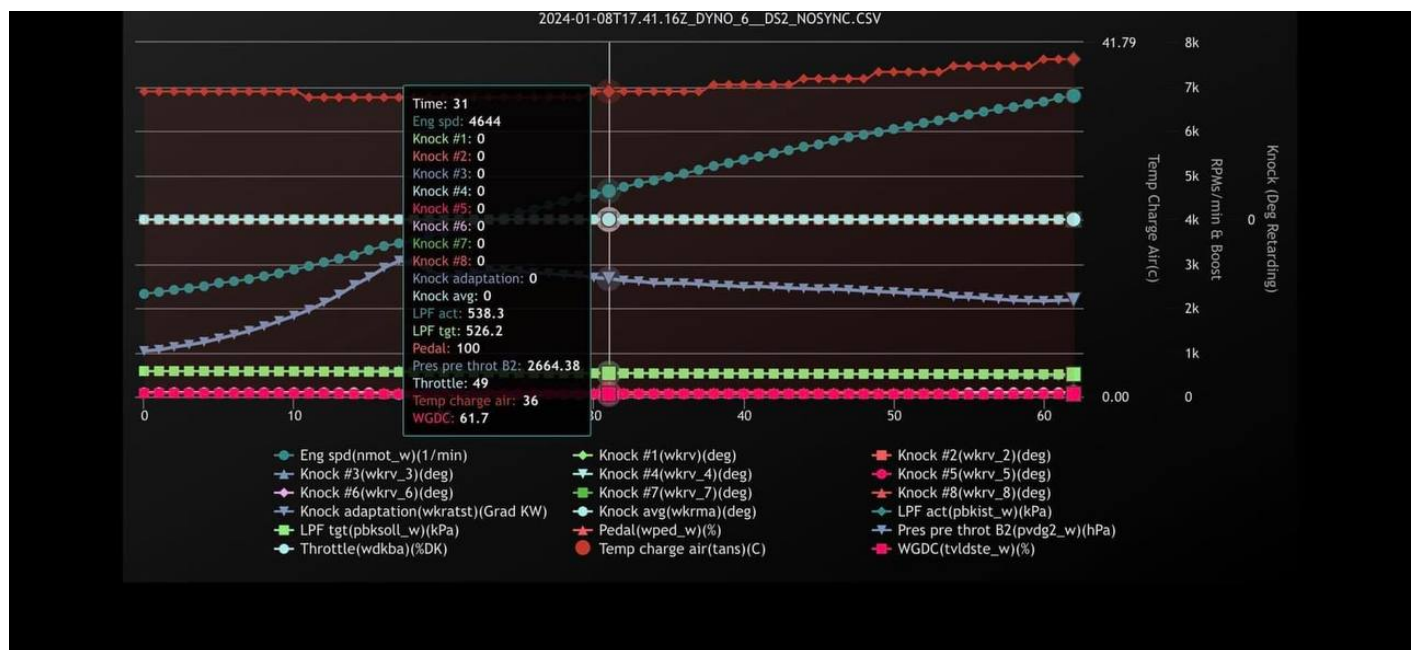 2024-01-08T17.41.16Z_DYNO_6__DS2_NOSYNC.CSV
41.79
8k
7k
6k
5k
4k
3k
2k
1k
0.00
0
0
Temp Charge Air(c)
RPMs/min & Boost
Knock (Deg Retarding)
Time: 31
Eng spd: 4644
Knock #1: 0
Knock #2: 0
Knock #3: 0
Knock #4: 0
Knock #5: 0
Knock #6: 0
Knock #7: 0
Knock #8: 0
Knock adaptation: 0
Knock avg: 0
LPF act: 538.3
LPF tgt: 526.2
Pedal: 100
Pres pre throt B2: 2664.38
Throttle: 49
Temp charge air: 36
WGDC: 61.7
0
10
30
40
50
60
Eng spd(nmot_w)(1/min)
Knock #1(wkrv)(deg)
Knock #2(wkrv_2)(deg)
Knock #3(wkrv_3)(deg)
Knock #4(wkrv_4)(deg)
Knock #5(wkrv_5)(deg)
Knock #6(wkrv_6)(deg)
Knock #7(wkrv_7)(deg)
Knock #8(wkrv_8)(deg)
Knock adaptation(wkratst)(Grad KW)
Knock avg(wkrma)(deg)
LPF act(pbkist_w)(kPa)
LPF tgt(pbksoll_w)(kPa)
Pedal(wped_w)(%)
Pres pre throt B2(pvdg2_w)(hPa)
Throttle(wdkba)(%DK)
Temp charge air(tans)(C)
WGDC(tvldste_w)(%)